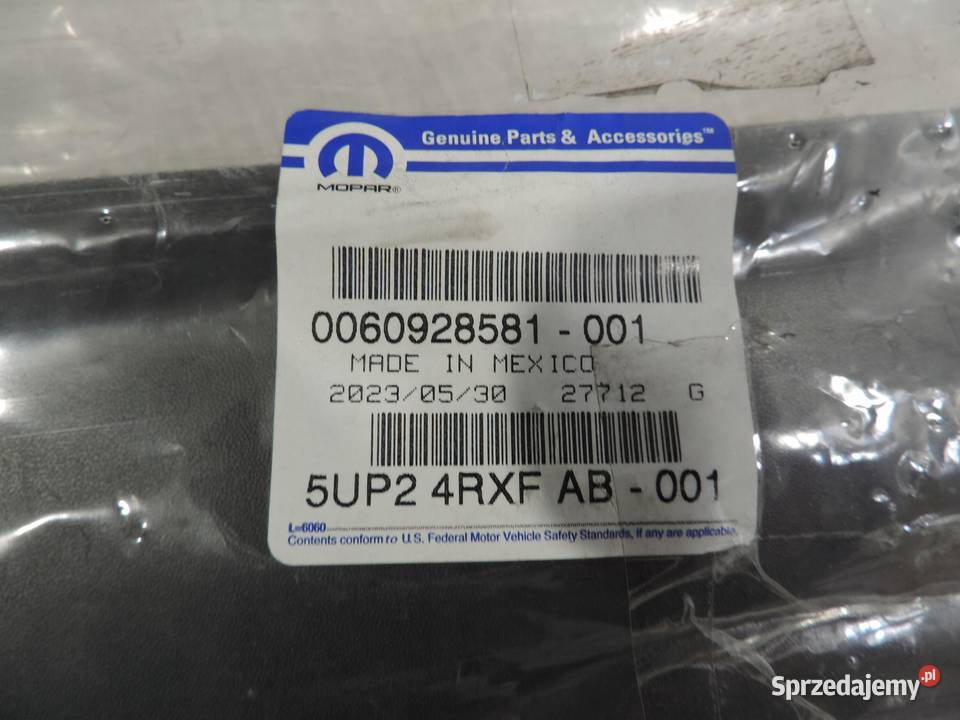 Genuine Parts & Accessories™
MOPAR®
0060928581 - 001
MADE IN MEXICO
2023/05/30 27712 G
5UP2 4RXF AB - 001
L=6060
Contents conform to U.S. Federal Motor Vehicle Safety Standards, if any are applicable.
Sprzedajemy.pl